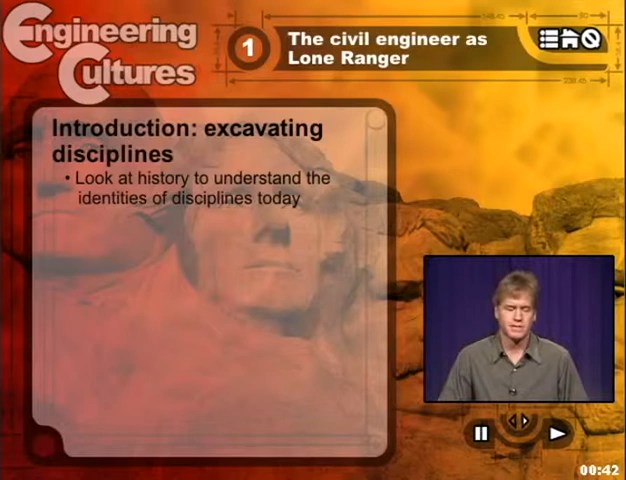 Engineering
Cultures
1
The civil engineer as
Lone Ranger
Introduction: excavating
disciplines
• Look at history to understand the
identities of disciplines today
00:42